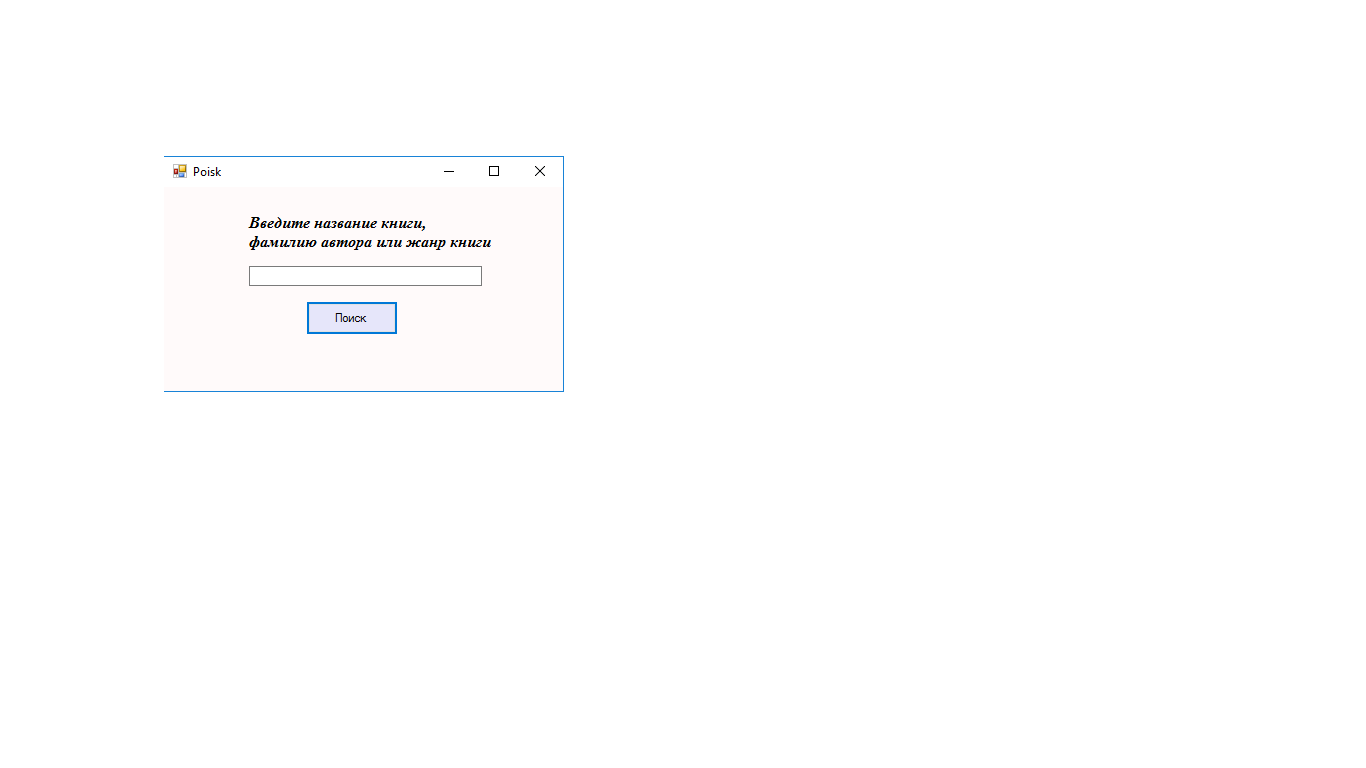 Poisk
Введите название книги,
фамилию автора или жанр книги
Поиск